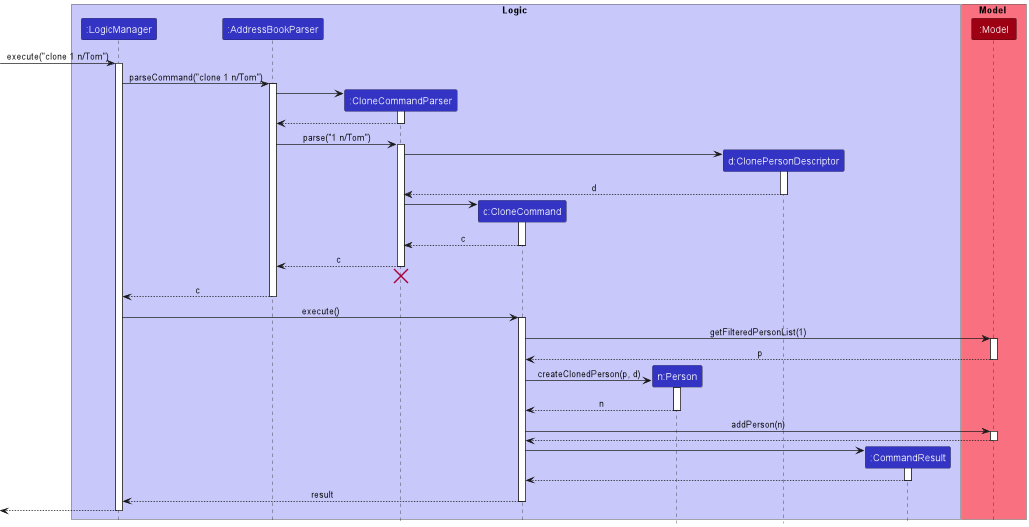 Logic
Model
:LogicManager
:AddressBookParser
:Model
execute("clone 1 n/Tom")
parseCommand("clone 1 n/Tom")
:CloneCommandParser
parse("1 n/Tom")
d:ClonePersonDescriptor
d
c:CloneCommand
c
c
c
execute()
getFilteredPersonList(1)
p
createClonedPerson(p, d)
n:Person
n
addPerson(n)
:CommandResult
result